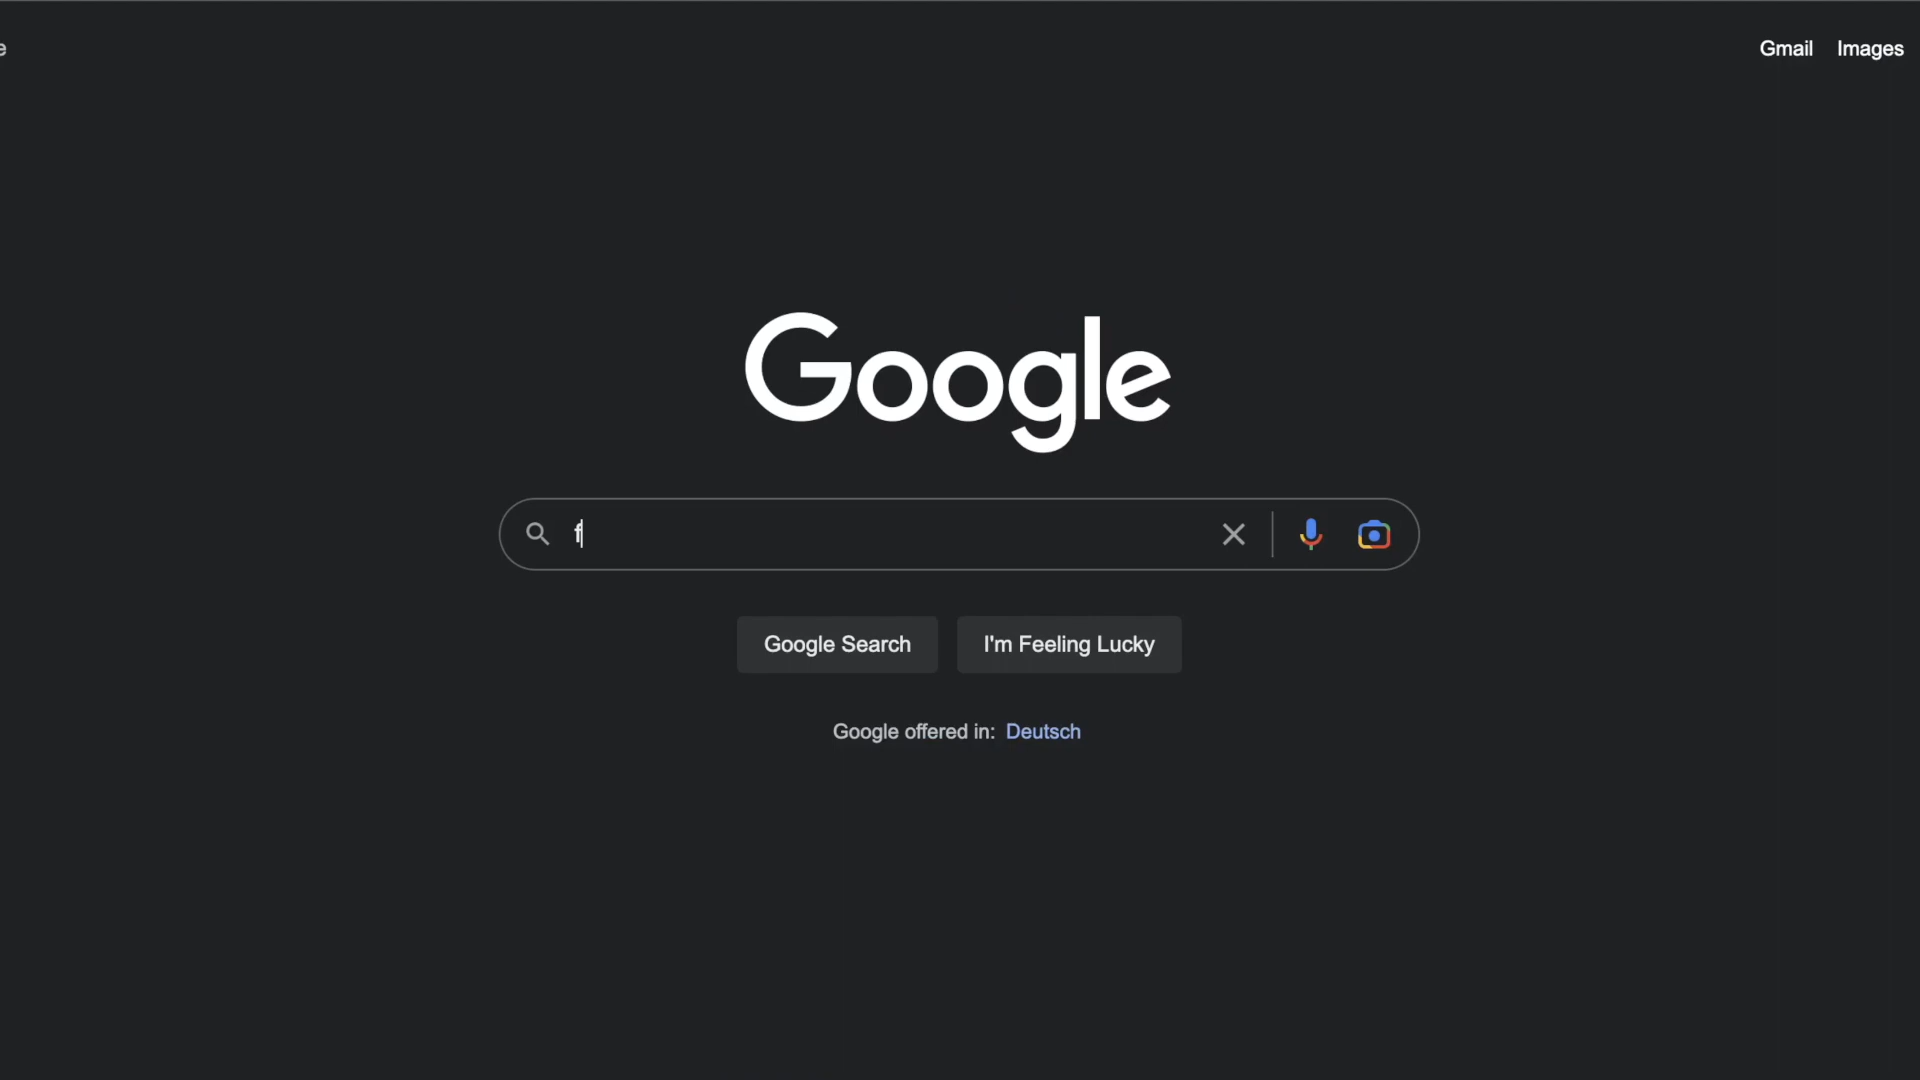 e
Gmail Images
Google
f
Google Search I'm Feeling Lucky
Google offered in: Deutsch